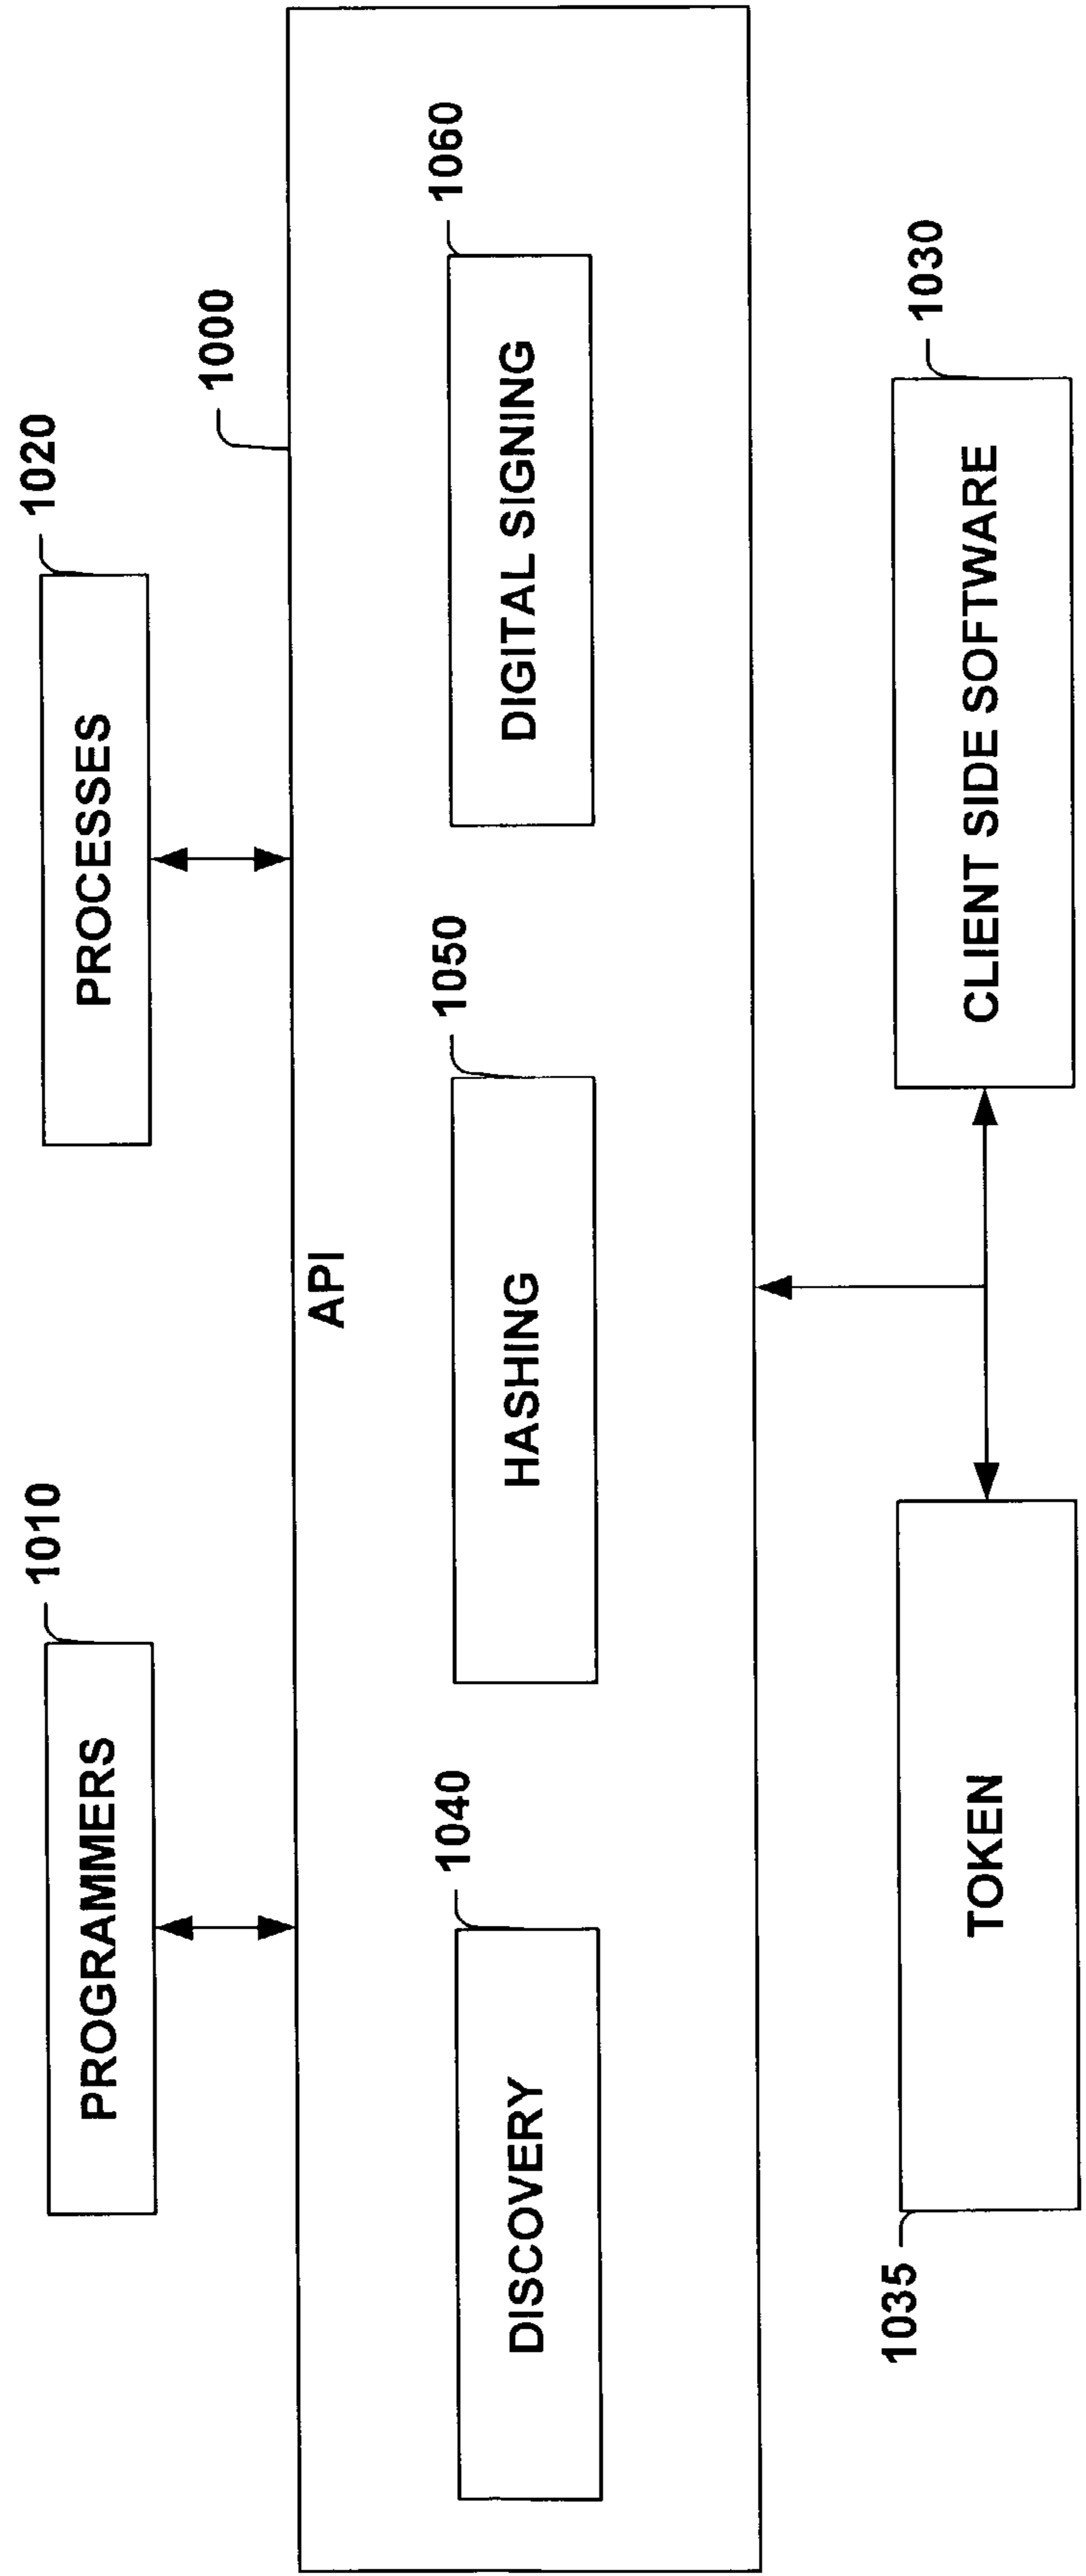 PROGRAMMERS
1010
PROCESSES
1020
1000
API
DISCOVERY
1040
HASHING
1050
DIGITAL SIGNING
1060
1035
TOKEN
CLIENT SIDE SOFTWARE
1030